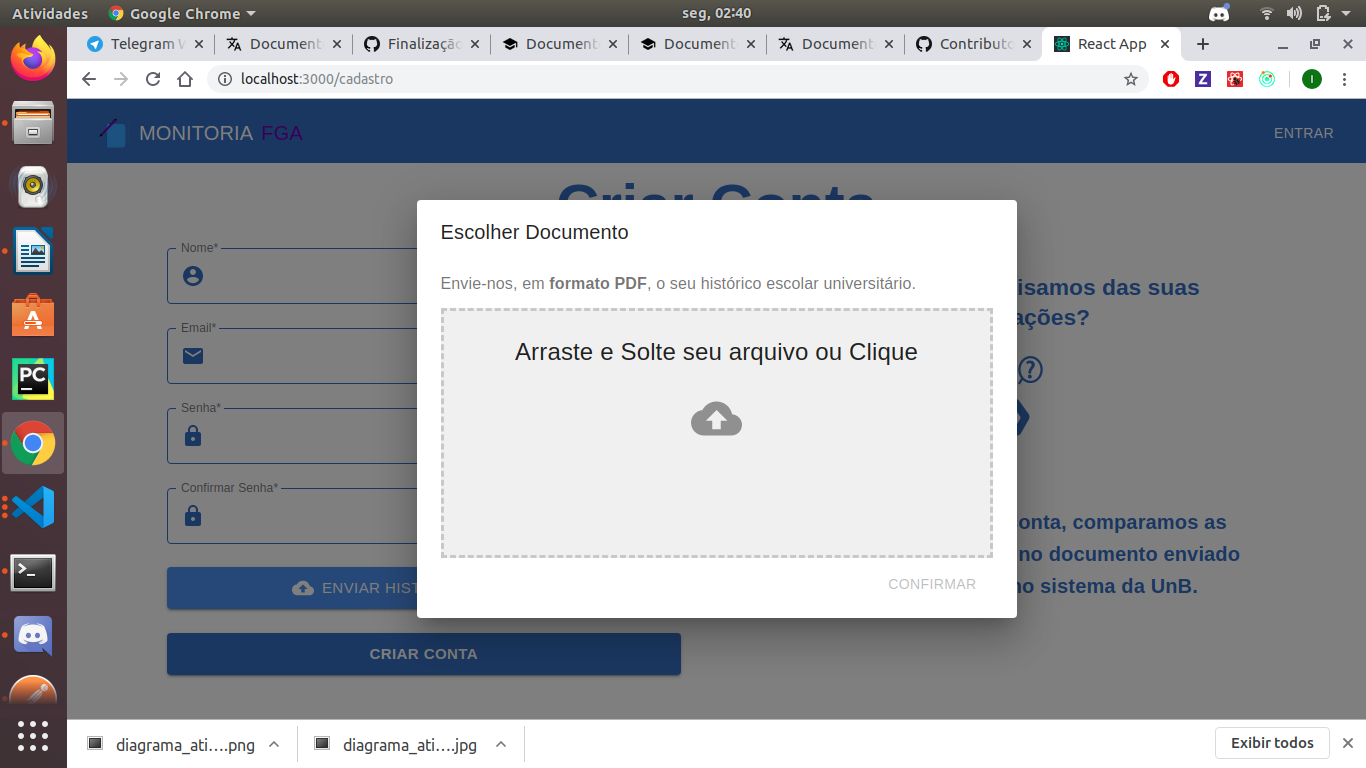 Atividades Google Chrome seg, 02:40
Telegram W Document Finalizaçã Document Document Document Contributo React App
localhost:3000/cadastro
MONITORIA FGA ENTRAR
Criar Conta
Nome*
Email*
Senha*
Confirmar Senha*
ENVIAR HIST
CRIAR CONTA
Escolher Documento
Envie-nos, em formato PDF, o seu histórico escolar universitário.
Arraste e Solte seu arquivo ou Clique
CONFIRMAR
isamos das suas
ações?
onta, comparamos as
no documento enviado
no sistema da UnB.
diagrama_ati....png diagrama_ati....jpg Exibir todos